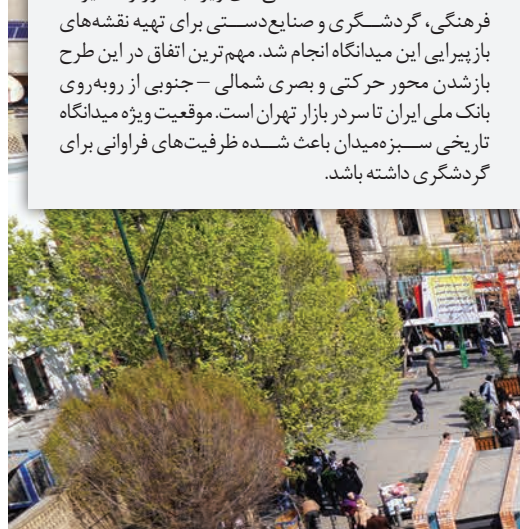 فرهنگی، گردشگری و صنایع‌دستی برای تهیه نقشه‌های
بازپیرایی این میدانگاه انجام شد. مهم‌ترین اتفاق در این طرح
بازشدن محور حرکتی و بصری شمالی – جنوبی از روبه‌روی
بانک ملی ایران تا سردر بازار تهران است. موقعیت ویژه میدانگاه
تاریخی سبزه‌میدان باعث شده ظرفیت‌های فراوانی برای
گردشگری داشته باشد.